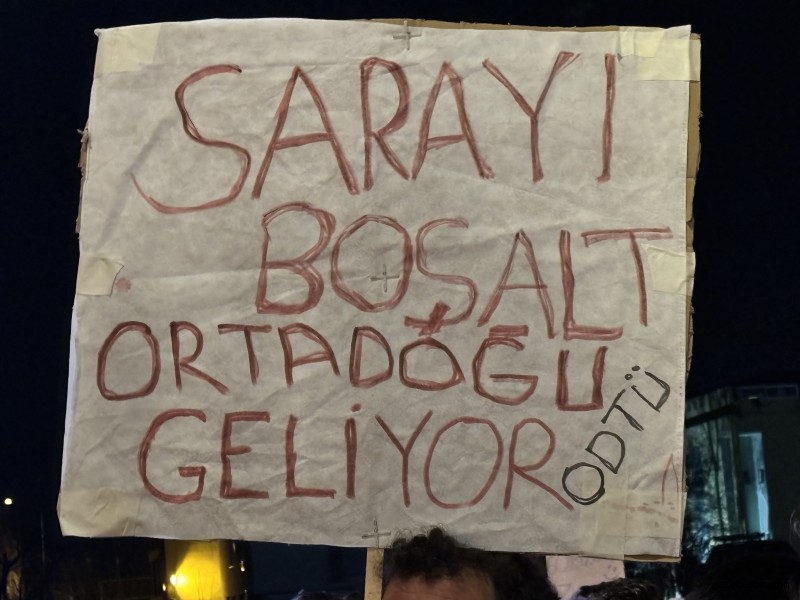 SARAYI
BOŞALT
ORTADOĞU
GELİYOR
ODTÜ